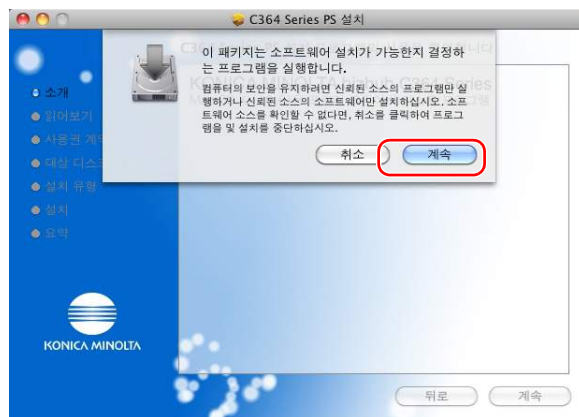 C364 Series PS 설치
이 패키지는 소프트웨어 설치가 가능한지 결정하
는 프로그램을 실행합니다.
컴퓨터의 보안을 유지하려면 신뢰된 소스의 프로그램만 실
행하거나 신뢰된 소스의 소프트웨어만 설치하십시오. 소프
트웨어 소스를 확인할 수 없다면, 취소를 클릭하여 프로그
램을 및 설치를 중단하십시오.
취소
계속
소개
읽어보기
사용권
대상 디스
설치 유형
설치
요약
KONICA MINOLTA
뒤로
계속